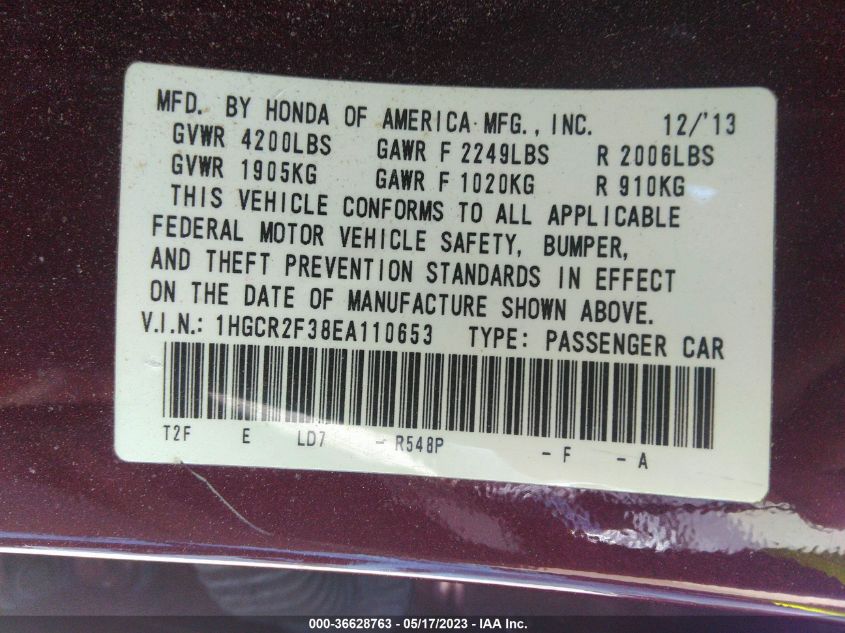 MFD. BY HONDA OF AMERICA MFG., INC. 12/'13
GVWR 4200LBS GAWR F 2249LBS R 2006LBS
GVWR 1905KG GAWR F 1020KG R 910KG
THIS VEHICLE CONFORMS TO ALL APPLICABLE
FEDERAL MOTOR VEHICLE SAFETY, BUMPER,
AND THEFT PREVENTION STANDARDS IN EFFECT
ON THE DATE OF MANUFACTURE SHOWN ABOVE.
V.I.N.: 1HGCR2F38EA110653 TYPE: PASSENGER CAR
T2F E LD7 - R548P - F - A
000-36628763 - 05/17/2023 - IAA Inc.